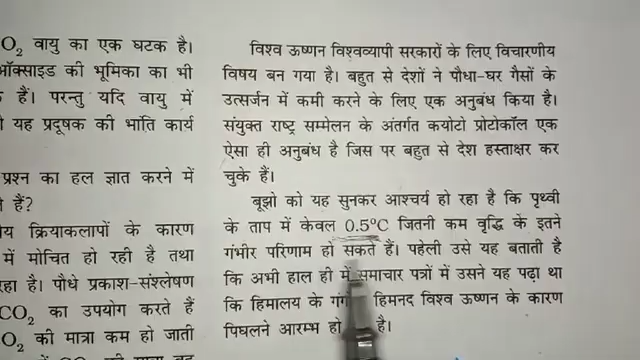 O₂ वायु का एक घटक है।
ऑक्साइड की भूमिका का भी
हैं। परन्तु यदि वायु में
यह प्रदूषक की भांति कार्य
प्रश्न का हल ज्ञात करने में
हैं?
य क्रियाकलापों के कारण
में मोचित हो रही है तथा
रहा है। पौधे प्रकाश-संश्लेषण
CO₂ का उपयोग करते हैं
O₂ की मात्रा कम हो जाती
विश्व ऊष्णन विश्वव्यापी सरकारों के लिए विचारणीय
विषय बन गया है। बहुत से देशों ने पौधा-घर गैसों के
उत्सर्जन में कमी करने के लिए एक अनुबंध किया है।
संयुक्त राष्ट्र सम्मेलन के अंतर्गत कयोटो प्रोटोकॉल एक
ऐसा ही अनुबंध है जिस पर बहुत से देश हस्ताक्षर कर
चुके हैं।
बूझो को यह सुनकर आश्चर्य हो रहा है कि पृथ्वी
के ताप में केवल 0.5°C जितनी कम वृद्धि के इतने
गंभीर परिणाम हो सकते हैं। पहेली उसे यह बताती है
कि अभी हाल ही में समाचार पत्रों में उसने यह पढ़ा था
कि हिमालय के हिमनद विश्व ऊष्णन के कारण
पिघलने आरम्भ हो है।